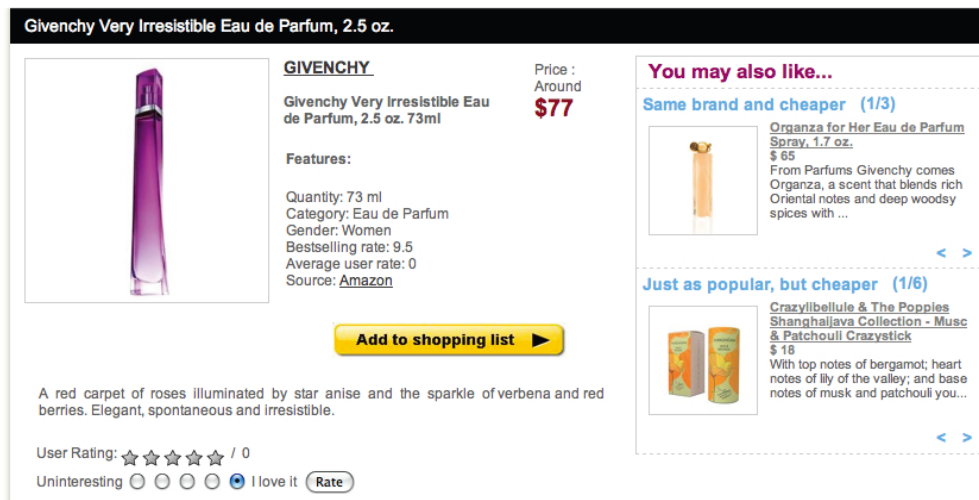 Givenchy Very Irresistible Eau de Parfum, 2.5 oz.
GIVENCHY
Givenchy Very Irresistible Eau
de Parfum, 2.5 oz. 73ml
Price :
Around
$77
Features:
Quantity: 73 ml
Category: Eau de Parfum
Gender: Women
Bestselling rate: 9.5
Average user rate: 0
Source: Amazon
Add to shopping list
A red carpet of roses illuminated by star anise and the sparkle of verbena and red
berries. Elegant, spontaneous and irresistible.
User Rating: / 0
Uninteresting I love it Rate
You may also like...
Same brand and cheaper (1/3)
Organza for Her Eau de Parfum
Spray, 1.7 oz.
$ 65
From Parfums Givenchy comes
Organza, a scent that blends rich
Oriental notes and deep woodsy
spices with ...
< >
Just as popular, but cheaper (1/6)
Crazylibellule & The Poppies
Shanghaijava Collection - Musc
& Patchouli Crazystick
$ 18
With top notes of bergamot; heart
notes of lily of the valley; and base
notes of musk and patchouli you...
< >